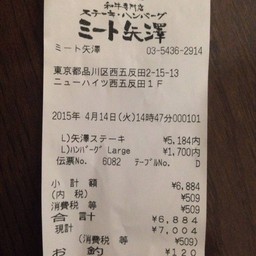 和牛専門店
ステーキ・ハンバーグ
ミート矢澤
ミート矢澤 03-5436-2914
東京都品川区西五反田2-15-13
ニューハイツ西五反田1F
2015年 4月14日(火)14時47分000101
L)矢澤ステーキ ¥5,184内
L)ハンバーグ Large ¥1,700内
伝票No. 6082 テーブルNo. D
小計額 ¥6,884
(内税) ¥509
消費税等 ¥509
合計 ¥6,884
現計 ¥7,004
(消費税等 ¥509)
お釣 ¥120